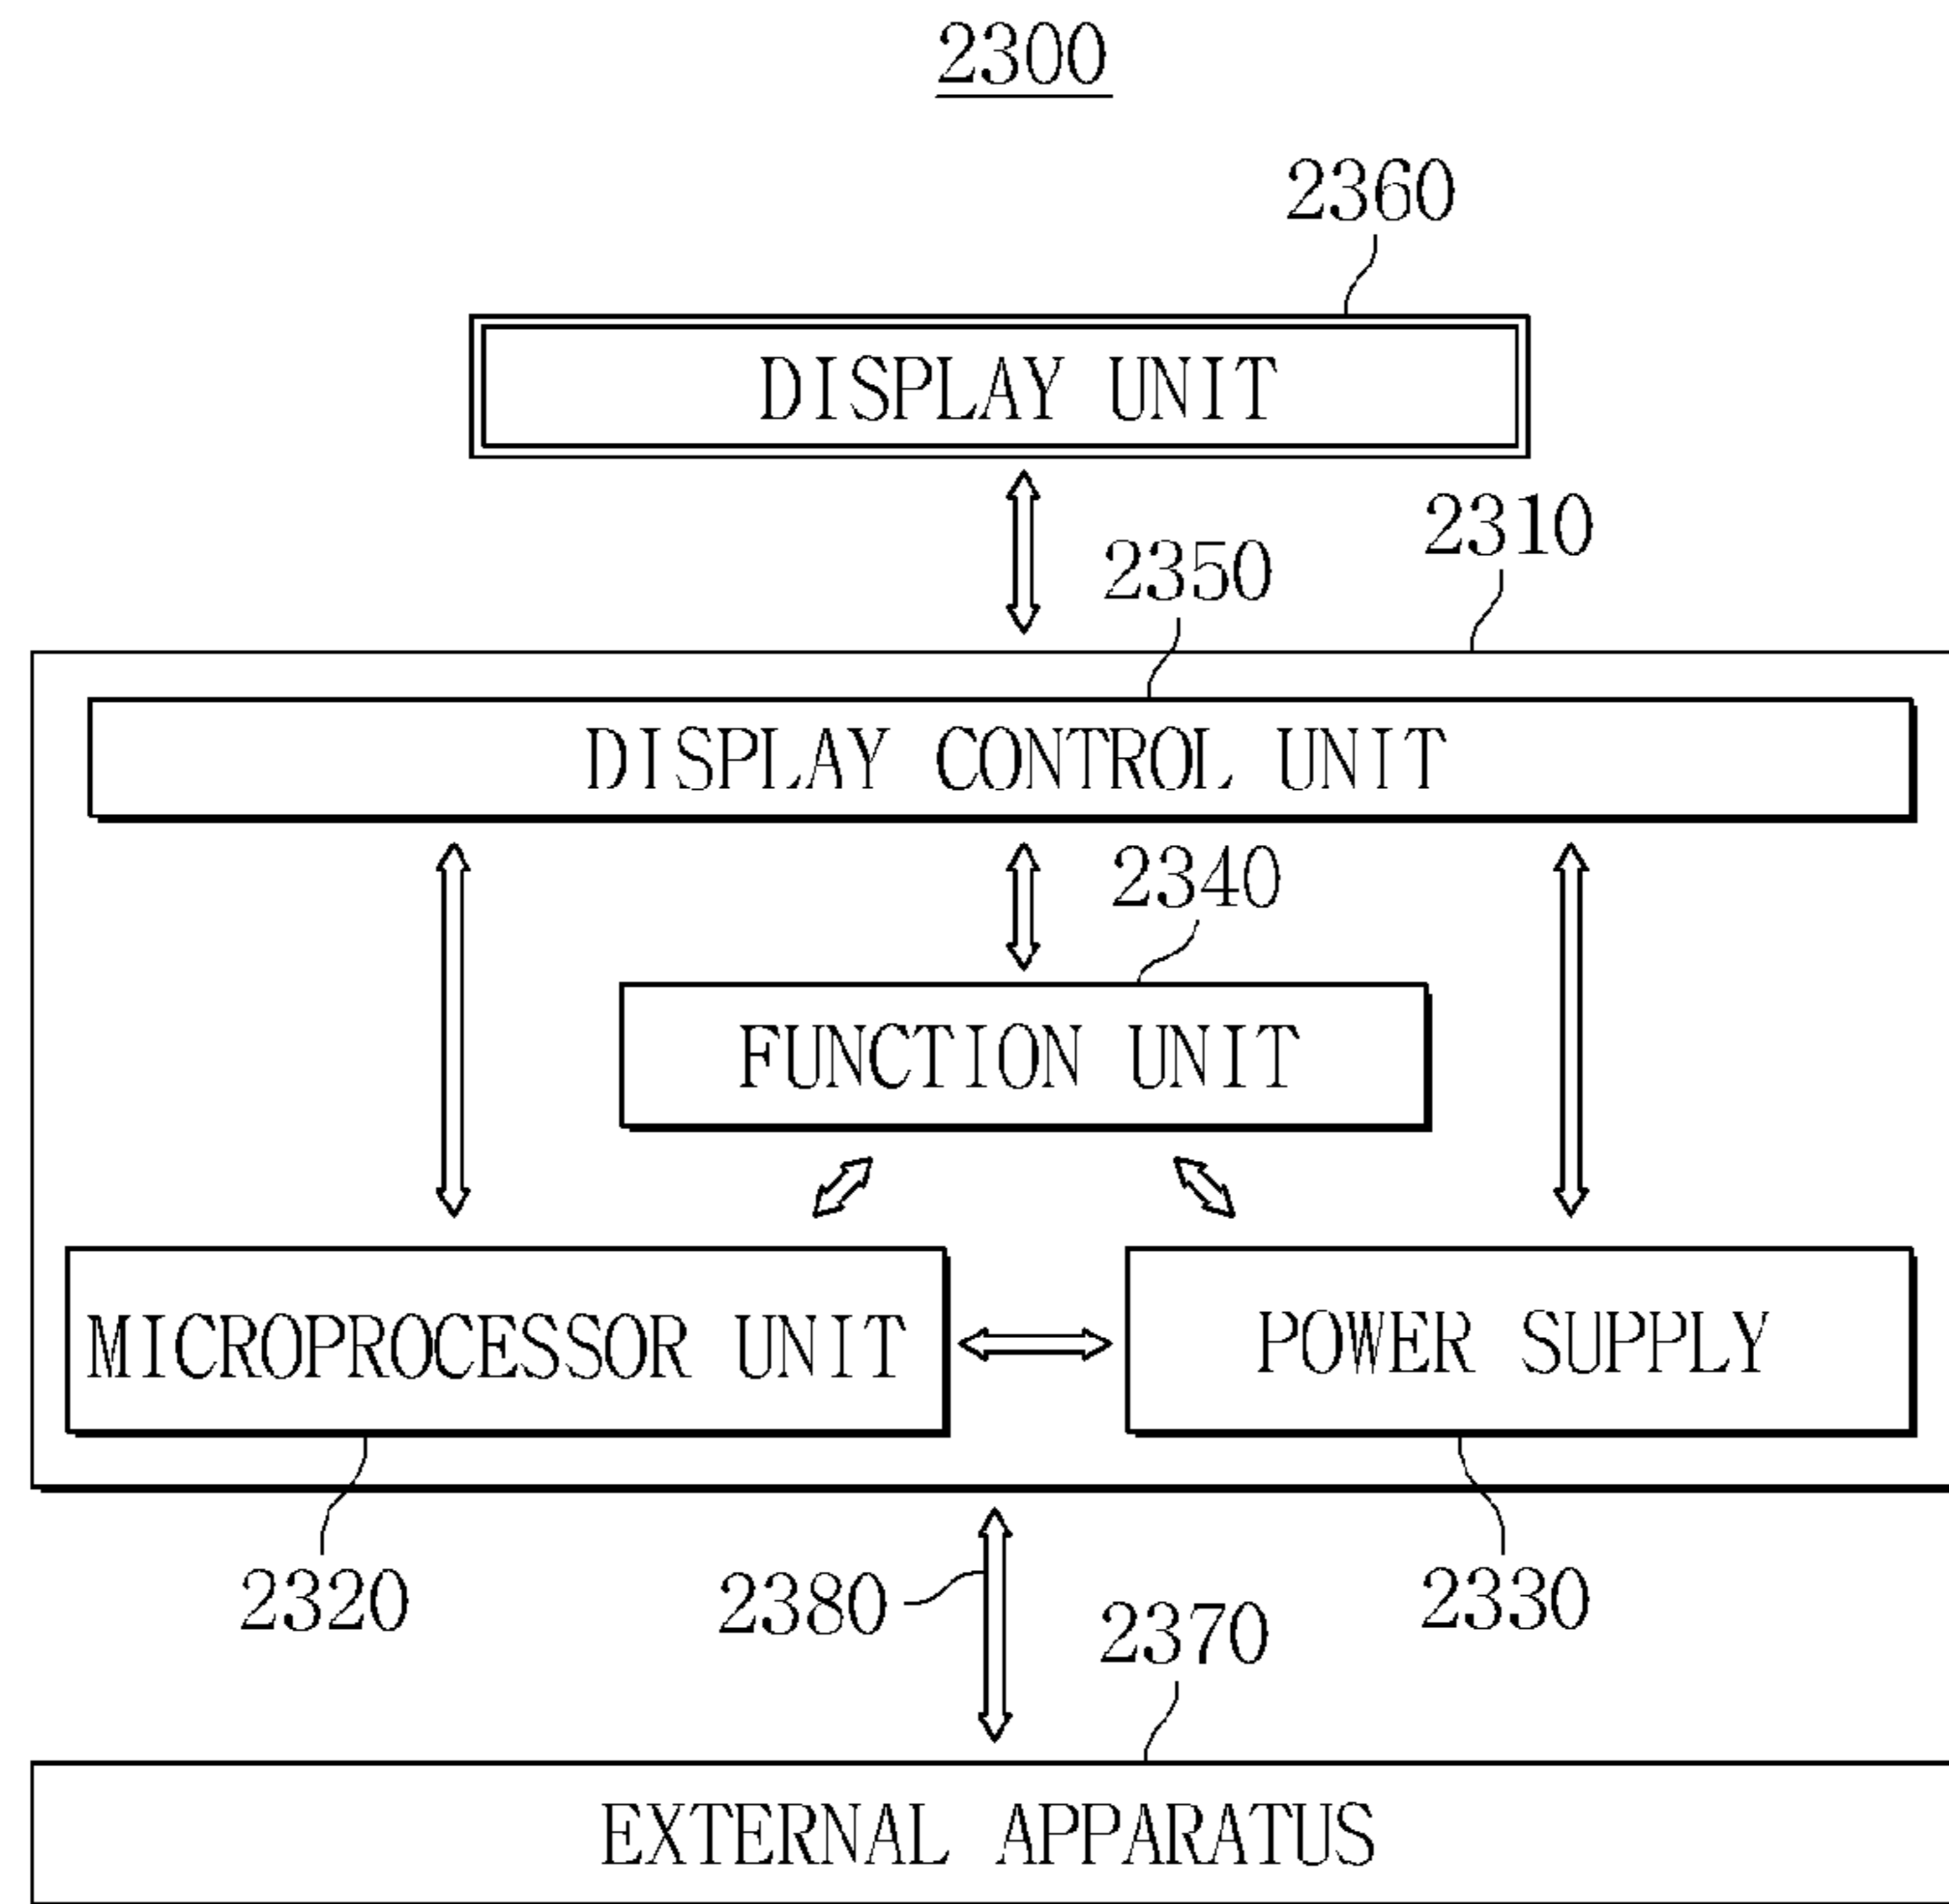 2300
2360
DISPLAY UNIT
2310
2350
DISPLAY CONTROL UNIT
2340
FUNCTION UNIT
MICROPROCESSOR UNIT
POWER SUPPLY
2320
2380
2330
2370
EXTERNAL APPARATUS